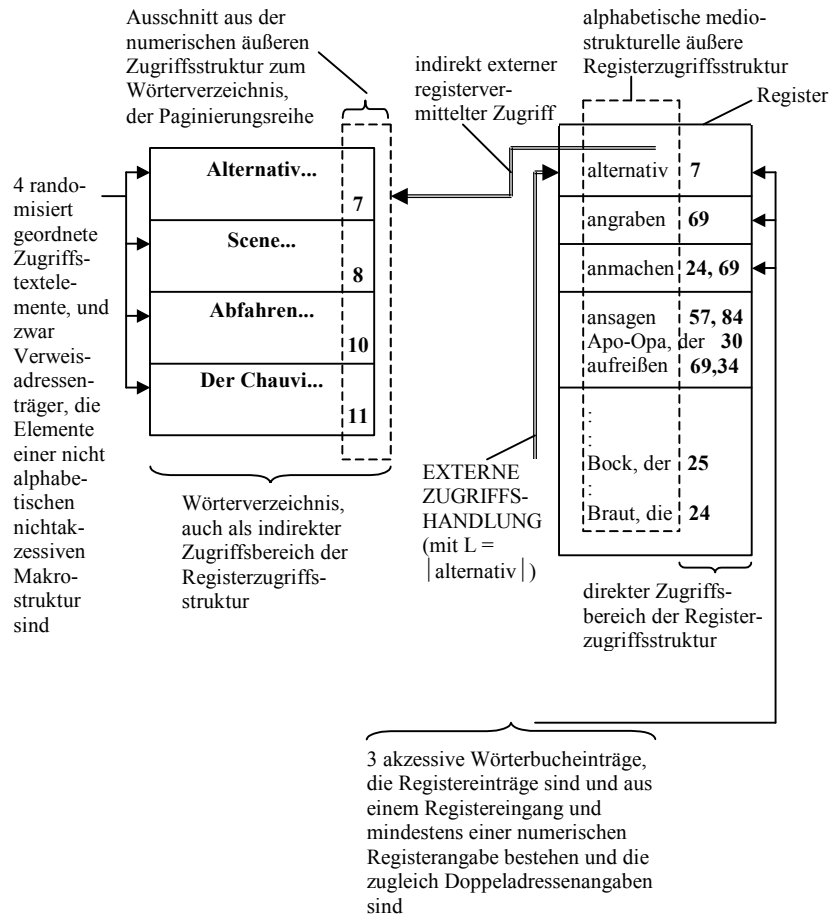 Ausschnitt aus der
numerischen äußeren
Zugriffsstruktur zum
Wörterverzeichnis,
der Paginierungsreihe
indirekt externer
registerver-
mittelter Zugriff
alphabetische medio-
strukturelle äußere
Registerzugriffsstruktur
Register
4 rando-
misiert
geordnete
Zugriffs-
textele-
mente, und
zwar
Verweis-
adressen-
träger, die
Elemente
einer nicht
alphabe-
tischen
nichtak-
zessiven
Makro-
struktur
sind
Alternativ...
7
Scene...
8
Abfahren...
10
Der Chauvi...
11
Wörterverzeichnis,
auch als indirekter
Zugriffsbereich der
Registerzugriffs-
struktur
EXTERNE
ZUGRIFFS-
HANDLUNG
(mit L =
|alternativ|)
alternativ 7
angraben 69
anmachen 24, 69
ansagen 57, 84
Apo-Opa, der 30
aufreißen 69,34
:
:
Bock, der 25
:
Braut, die 24
direkter Zugriffs-
bereich der Register-
zugriffsstruktur
3 akzessive Wörterbucheinträge,
die Registereinträge sind und aus
einem Registereingang und
mindestens einer numerischen
Registerangabe bestehen und die
zugleich Doppeladressenangaben
sind